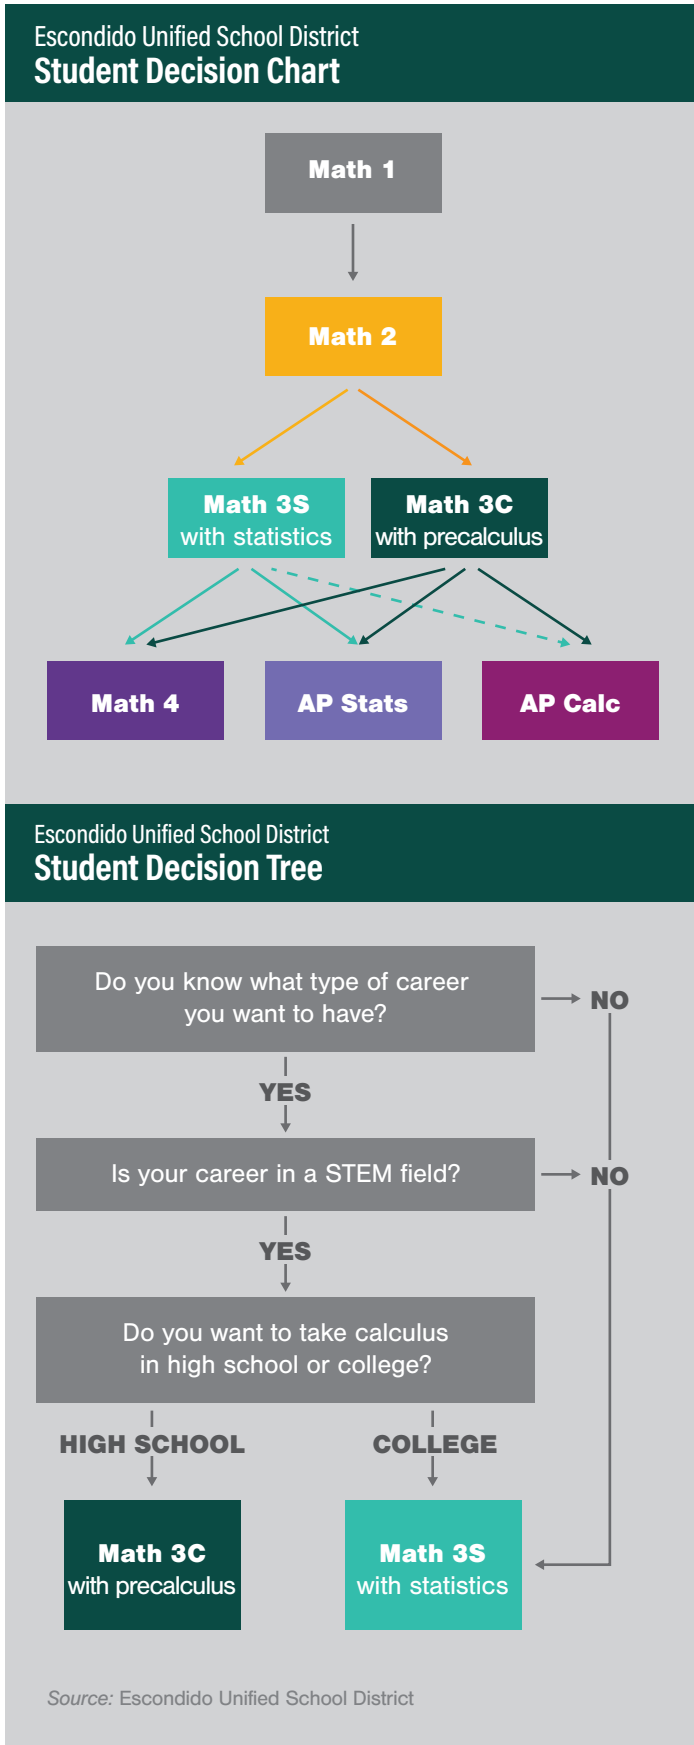 Escondido Unified School District
Student Decision Chart
Math 1
Math 2
Math 3S
with statistics
Math 3C
with precalculus
Math 4
AP Stats
AP Calc
Escondido Unified School District
Student Decision Tree
Do you know what type of career
you want to have?
NO
YES
Is your career in a STEM field?
NO
YES
Do you want to take calculus
in high school or college?
HIGH SCHOOL
COLLEGE
Math 3C
with precalculus
Math 3S
with statistics
Source: Escondido Unified School District